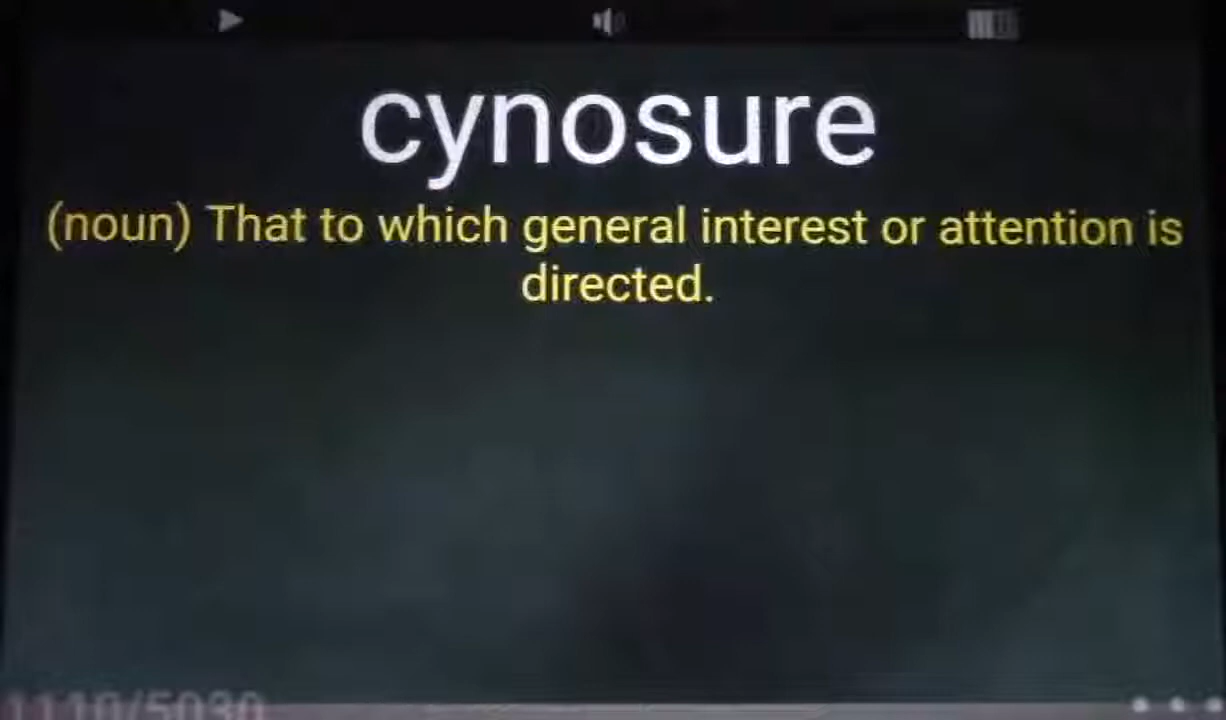 cynosure
(noun) That to which general interest or attention is
directed.